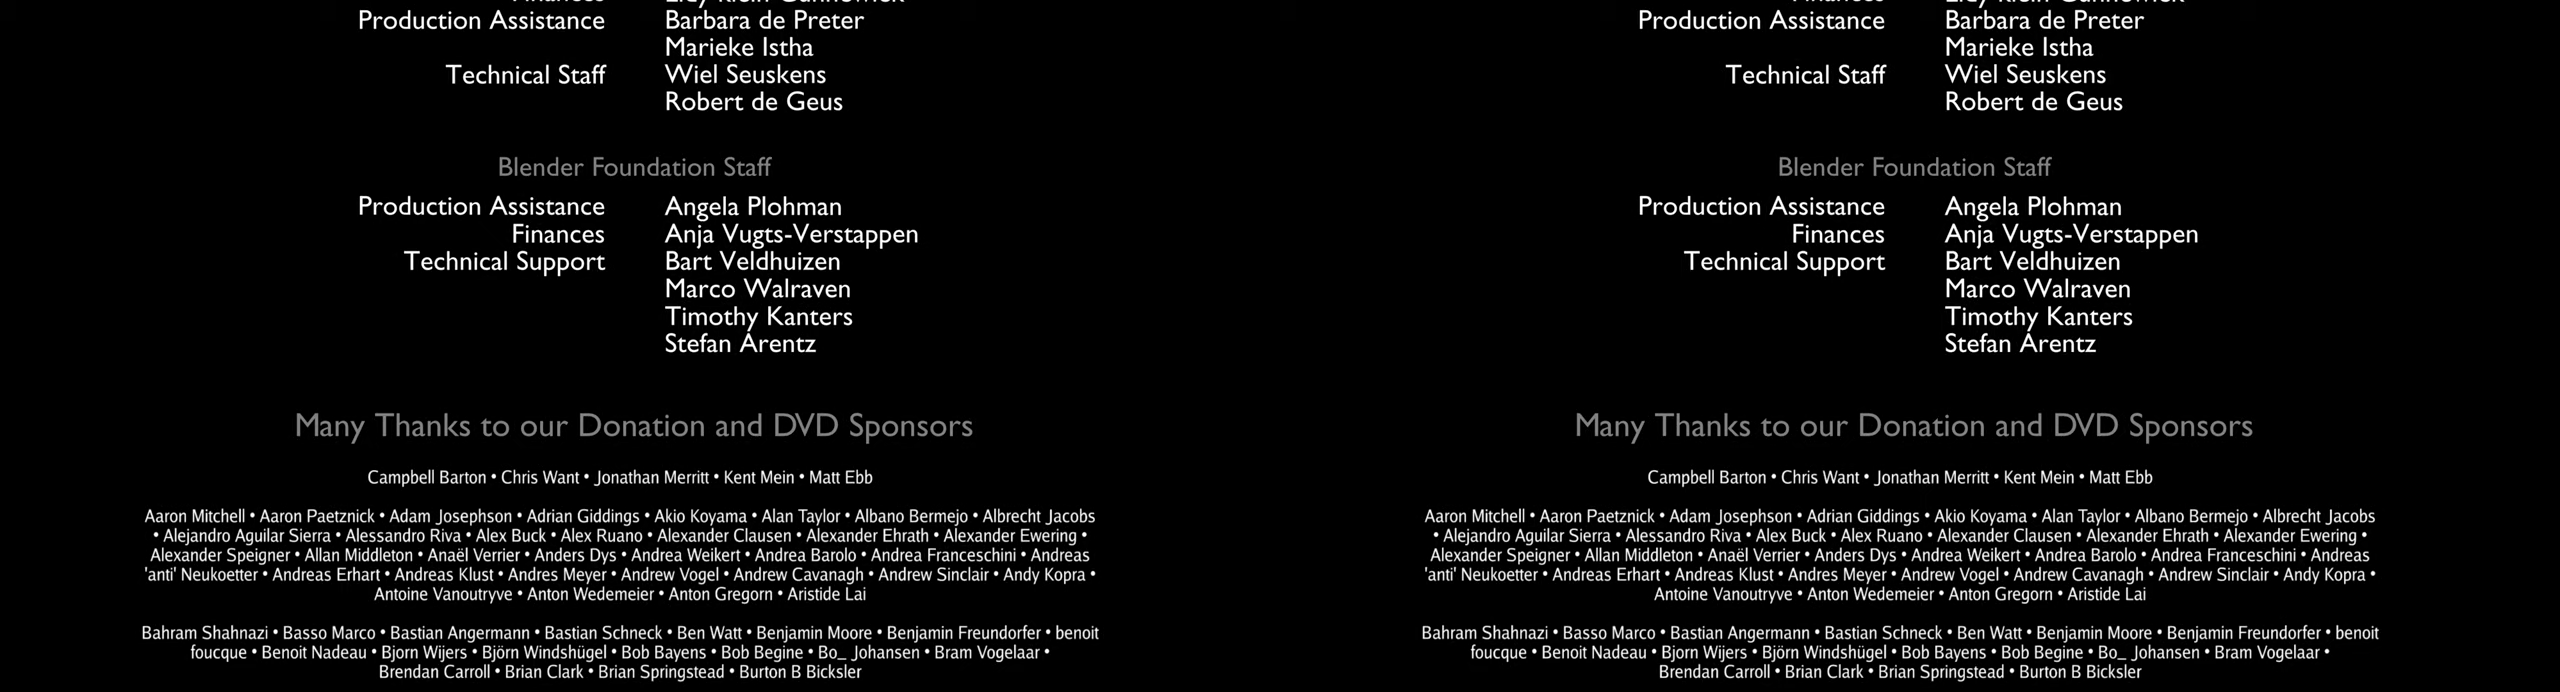 Production Assistance Barbara de Preter
Marieke Istha
Technical Staff Wiel Seuskens
Robert de Geus
Blender Foundation Staff
Production Assistance Angela Plohman
Finances Anja Vugts-Verstappen
Technical Support Bart Veldhuizen
Marco Walraven
Timothy Kanters
Stefan Arentz
Many Thanks to our Donation and DVD Sponsors
Campbell Barton • Chris Want • Jonathan Merritt • Kent Mein • Matt Ebb
Aaron Mitchell • Aaron Paetznick • Adam Josephson • Adrian Giddings • Akio Koyama • Alan Taylor • Albano Bermejo • Albrecht Jacobs
• Alejandro Aguilar Sierra • Alessandro Riva • Alex Buck • Alex Ruano • Alexander Clausen • Alexander Ehrath • Alexander Ewering •
Alexander Speigner • Allan Middleton • Anaël Verrier • Anders Dys • Andrea Weikert • Andrea Barolo • Andrea Franceschini • Andreas
'anti' Neukoetter • Andreas Erhart • Andreas Klust • Andres Meyer • Andrew Vogel • Andrew Cavanagh • Andrew Sinclair • Andy Kopra •
Antoine Vanoutryve • Anton Wedemeier • Anton Gregorn • Aristide Lai
Bahram Shahnazi • Basso Marco • Bastian Angermann • Bastian Schneck • Ben Watt • Benjamin Moore • Benjamin Freundorfer • benoit
foucque • Benoit Nadeau • Bjorn Wijers • Björn Windshügel • Bob Bayens • Bob Begine • Bo_ Johansen • Bram Vogelaar •
Brendan Carroll • Brian Clark • Brian Springstead • Burton B Bicksler
Production Assistance Barbara de Preter
Marieke Istha
Technical Staff Wiel Seuskens
Robert de Geus
Blender Foundation Staff
Production Assistance Angela Plohman
Finances Anja Vugts-Verstappen
Technical Support Bart Veldhuizen
Marco Walraven
Timothy Kanters
Stefan Arentz
Many Thanks to our Donation and DVD Sponsors
Campbell Barton • Chris Want • Jonathan Merritt • Kent Mein • Matt Ebb
Aaron Mitchell • Aaron Paetznick • Adam Josephson • Adrian Giddings • Akio Koyama • Alan Taylor • Albano Bermejo • Albrecht Jacobs
• Alejandro Aguilar Sierra • Alessandro Riva • Alex Buck • Alex Ruano • Alexander Clausen • Alexander Ehrath • Alexander Ewering •
Alexander Speigner • Allan Middleton • Anaël Verrier • Anders Dys • Andrea Weikert • Andrea Barolo • Andrea Franceschini • Andreas
'anti' Neukoetter • Andreas Erhart • Andreas Klust • Andres Meyer • Andrew Vogel • Andrew Cavanagh • Andrew Sinclair • Andy Kopra •
Antoine Vanoutryve • Anton Wedemeier • Anton Gregorn • Aristide Lai
Bahram Shahnazi • Basso Marco • Bastian Angermann • Bastian Schneck • Ben Watt • Benjamin Moore • Benjamin Freundorfer • benoit
foucque • Benoit Nadeau • Bjorn Wijers • Björn Windshügel • Bob Bayens • Bob Begine • Bo_ Johansen • Bram Vogelaar •
Brendan Carroll • Brian Clark • Brian Springstead • Burton B Bicksler